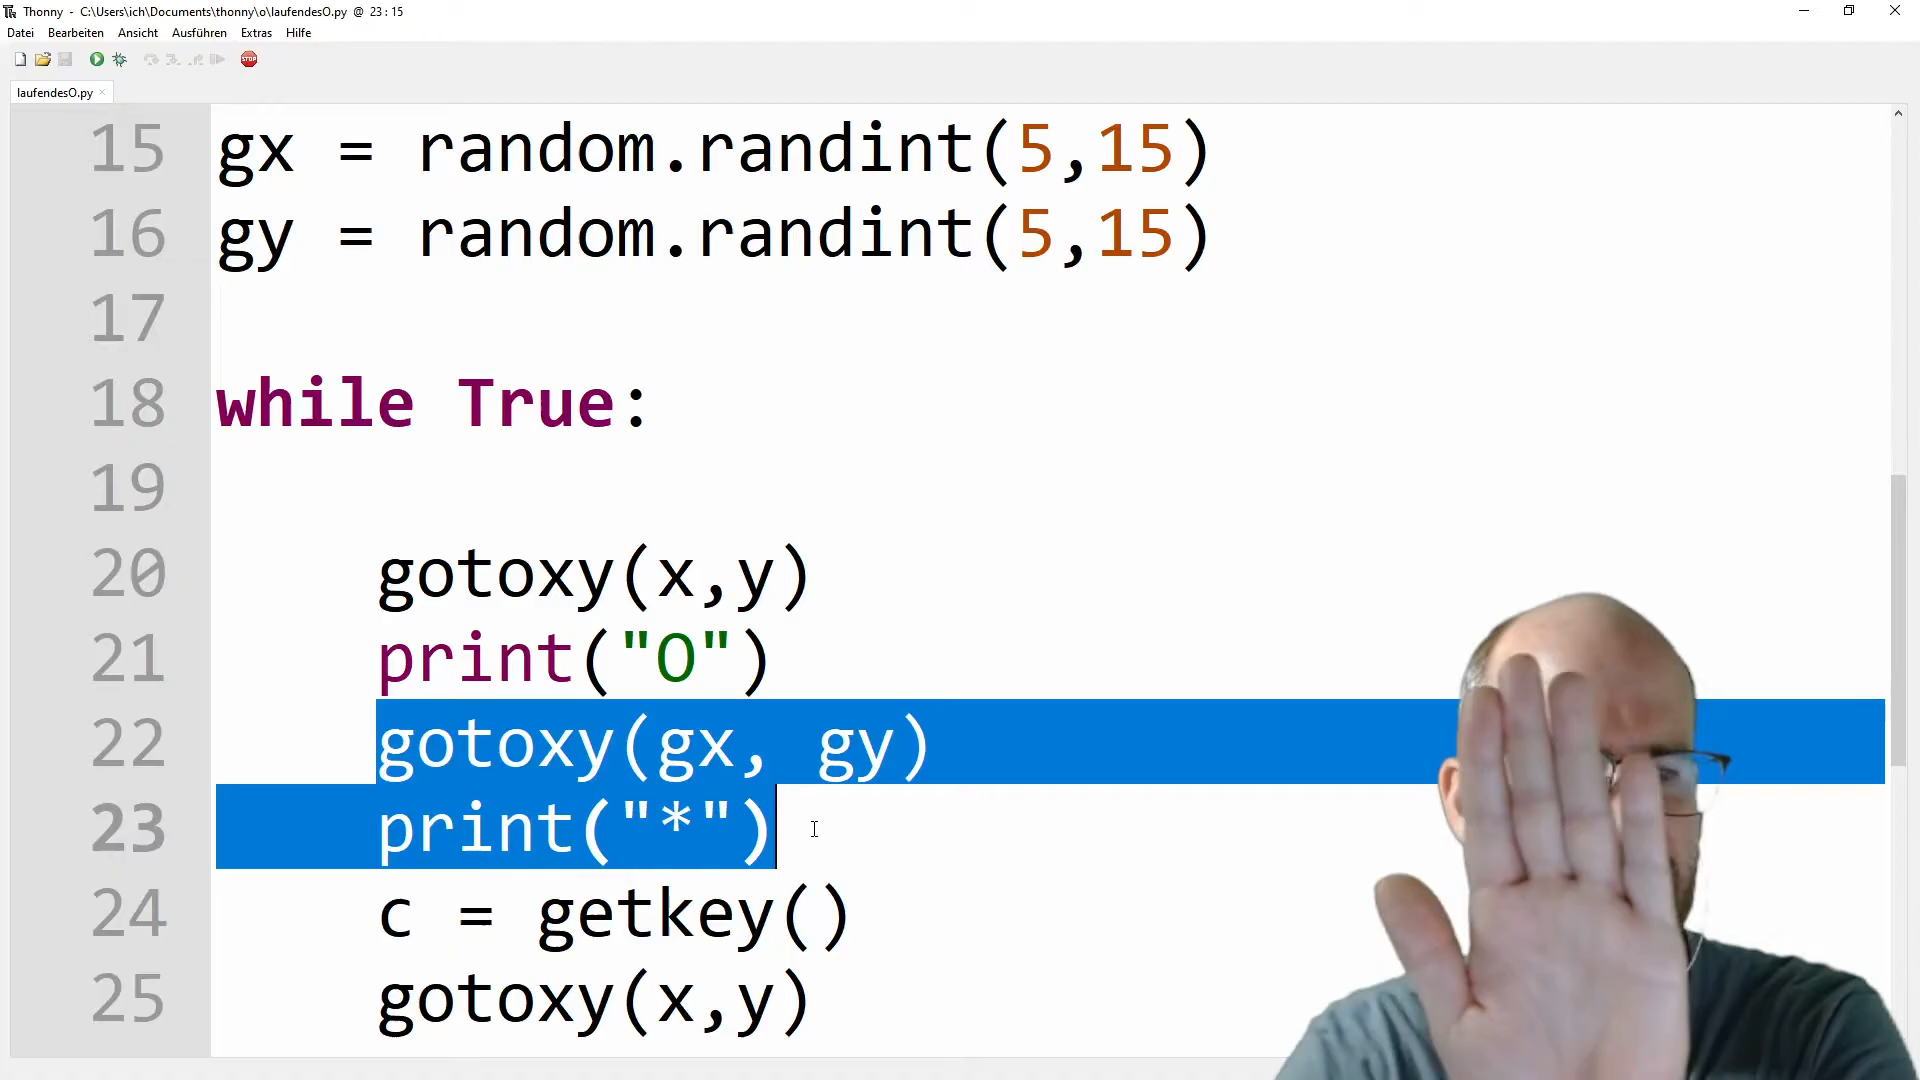 Thonny - C:\Users\ich\Documents\thonny\o\laufendesO.py @ 23 : 15
Datei Bearbeiten Ansicht Ausführen Extras Hilfe
STOP
laufendesO.py
15 gx = random.randint(5,15)
16 gy = random.randint(5,15)
17
18 while True:
19
20 gotoxy(x,y)
21 print("O")
22 gotoxy(gx, gy)
23 print("*")
24 c = getkey()
25 gotoxy(x,y)